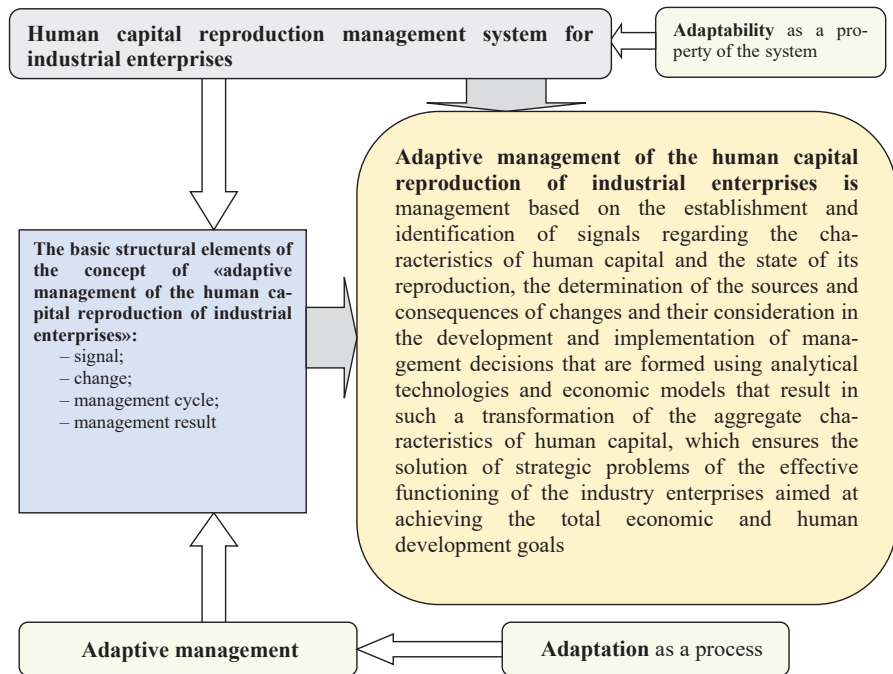 Human capital reproduction management system for
industrial enterprises
Adaptability as a pro-
perty of the system
Adaptive management of the human capital
reproduction of industrial enterprises is
management based on the establishment and
identification of signals regarding the cha-
racteristics of human capital and the state of its
reproduction, the determination of the sources and
consequences of changes and their consideration in
the development and implementation of mana-
gement decisions that are formed using analytical
technologies and economic models that result in
such a transformation of the aggregate cha-
racteristics of human capital, which ensures the
solution of strategic problems of the effective
functioning of the industry enterprises aimed at
achieving the total economic and human
development goals
The basic structural elements of
the concept of «adaptive
management of the human ca-
pital reproduction of industrial
enterprises»:
– signal;
– change;
– management cycle;
– management result
Adaptive management
Adaptation as a process